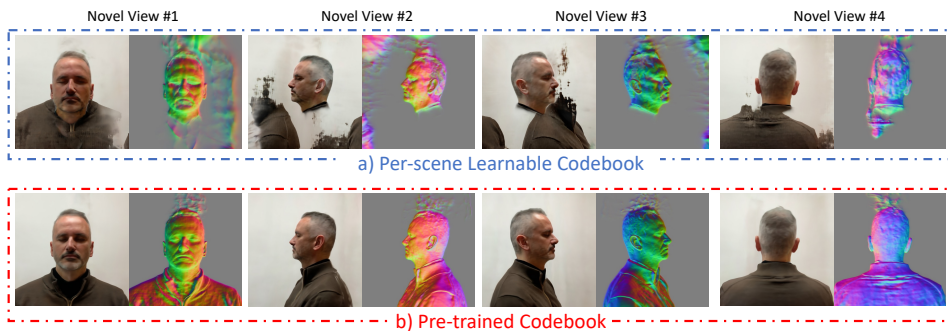 Novel View #1
Novel View #2
Novel View #3
Novel View #4
a) Per-scene Learnable Codebook
b) Pre-trained Codebook